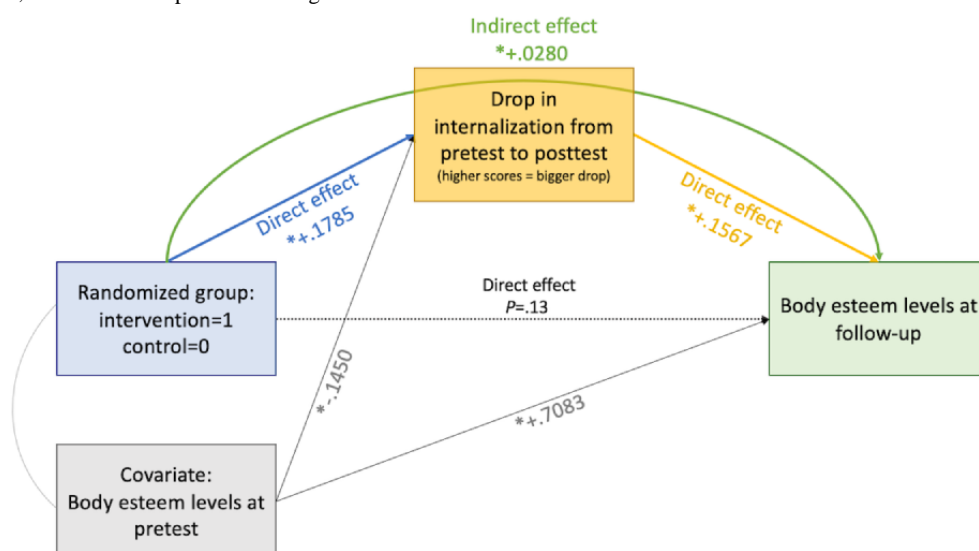 Indirect effect
*+.0280
Drop in
internalization from
pretest to posttest
(higher scores = bigger drop)
Direct effect
*+.1785
Direct effect
*+.1567
Randomized group:
intervention=1
control=0
Direct effect
P=.13
Body esteem levels at
follow-up
*-.1450
*+.7083
Covariate:
Body esteem levels at
pretest